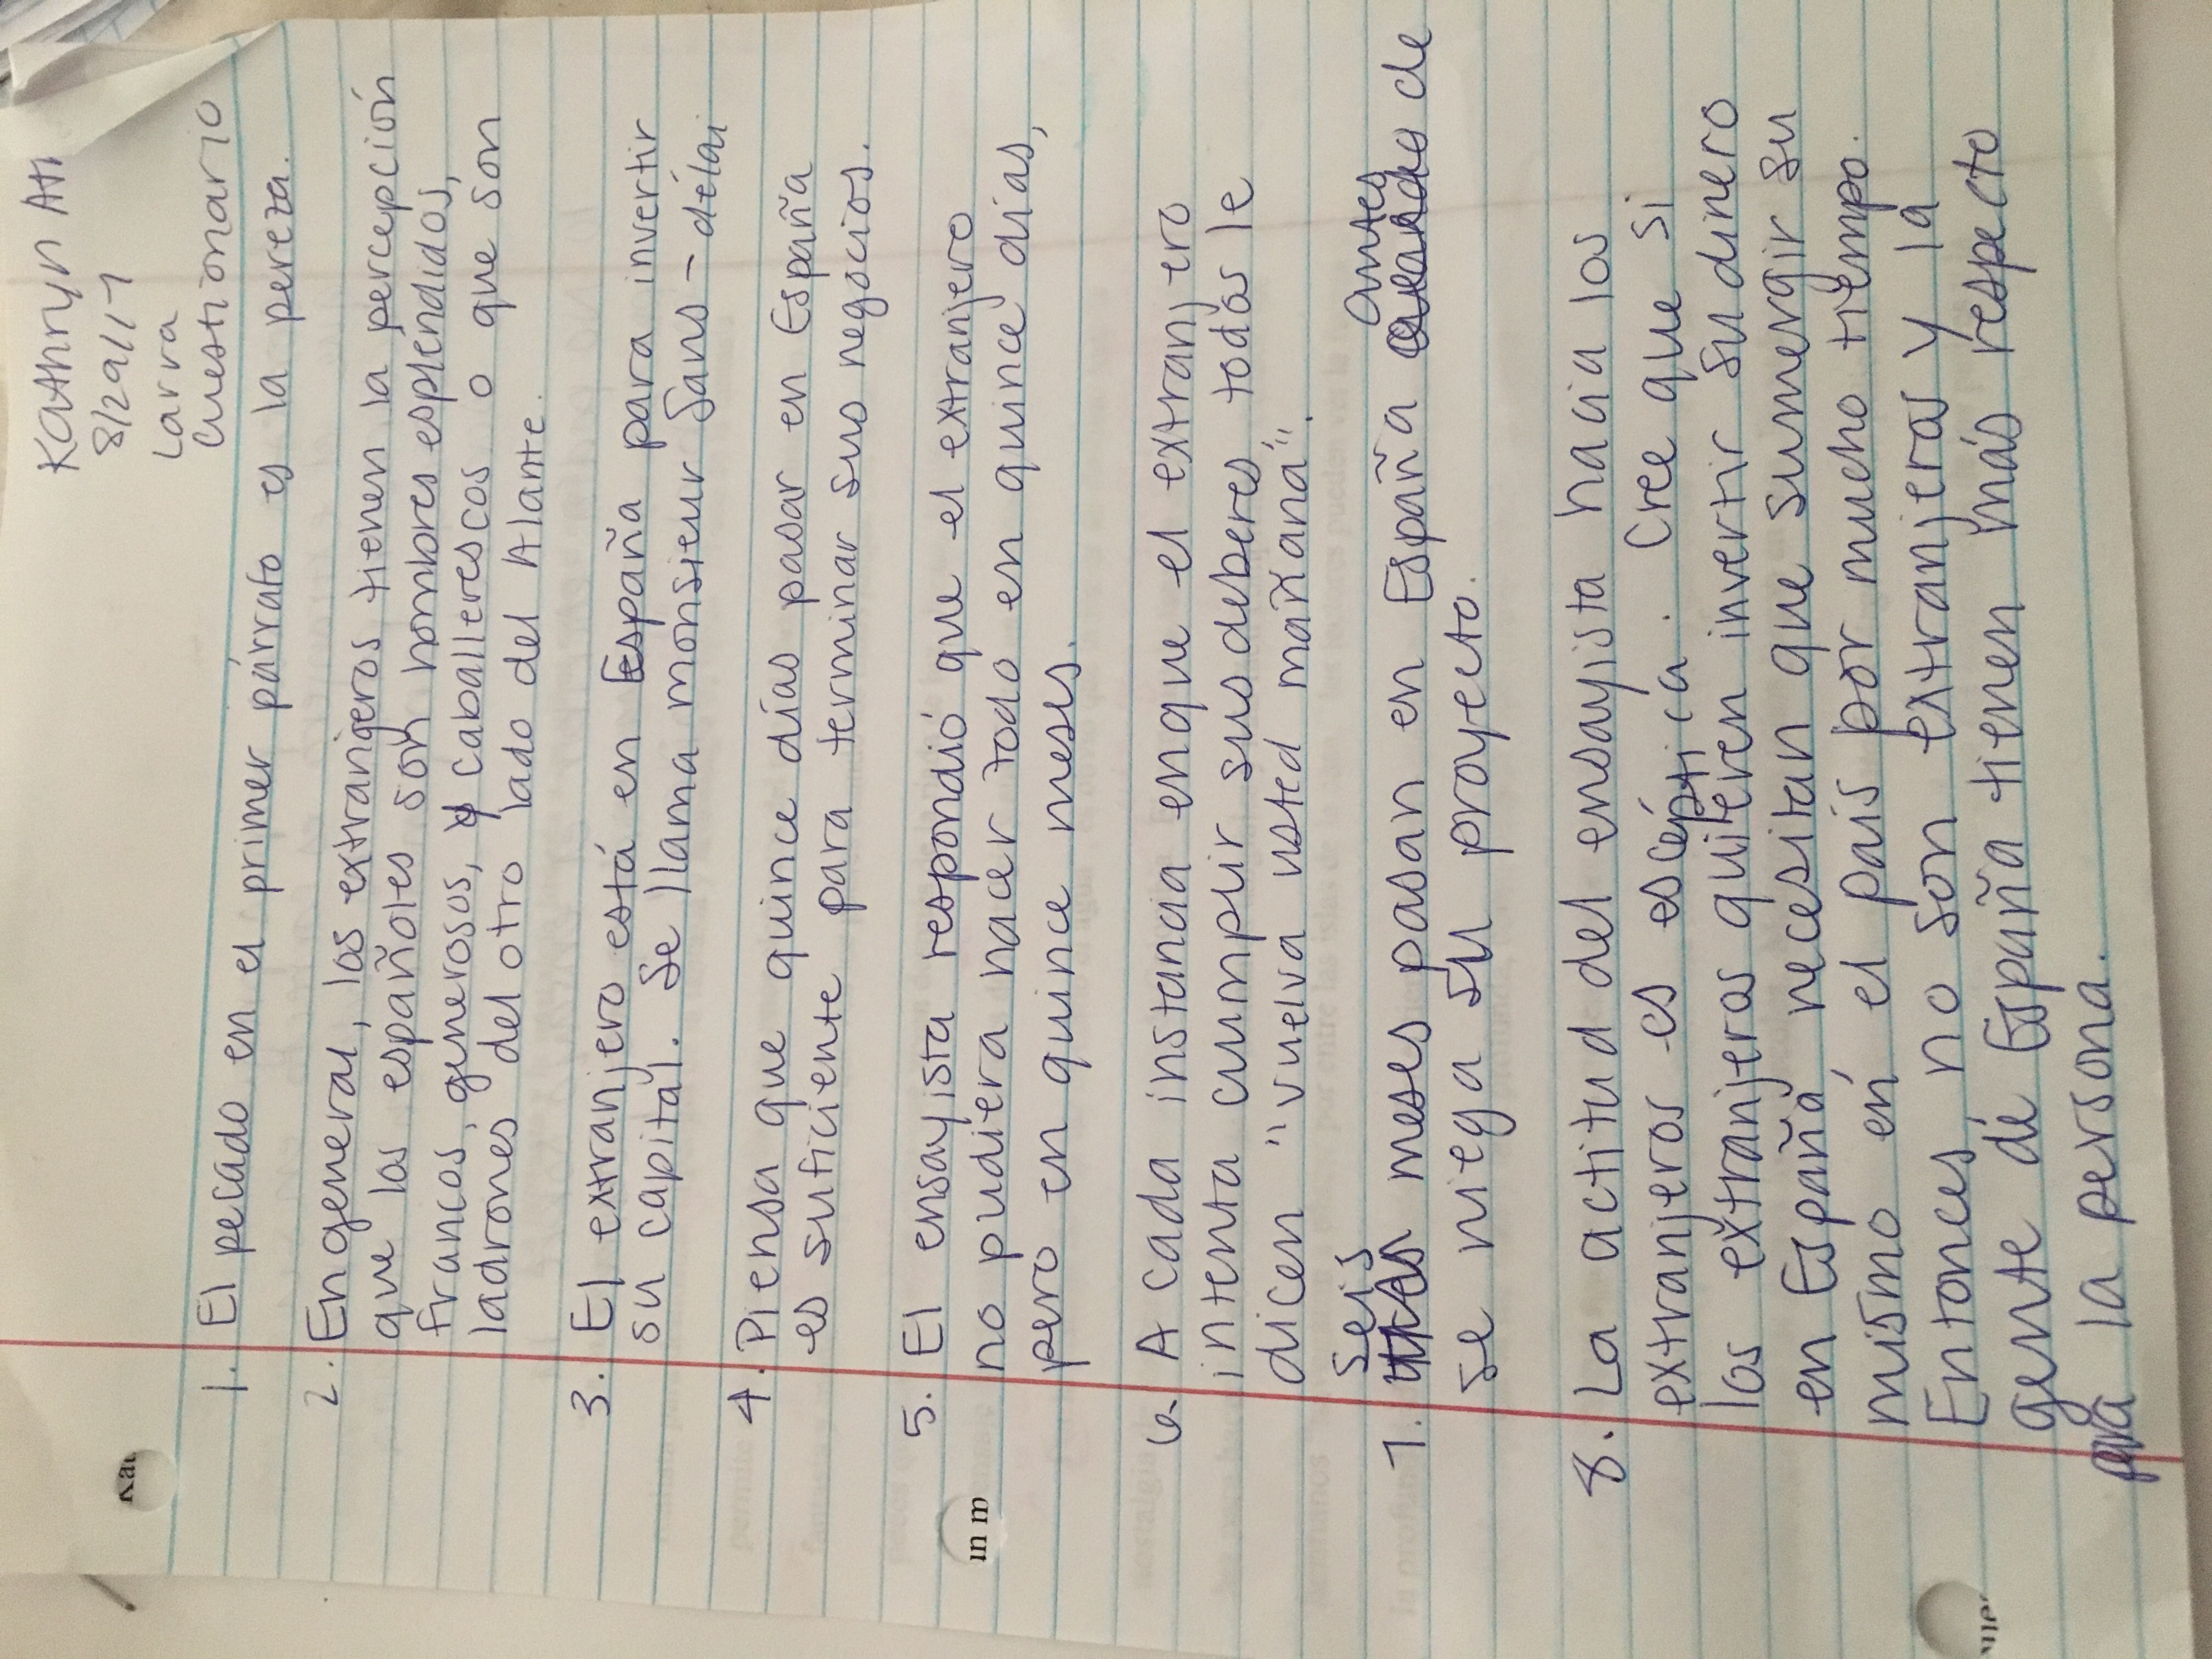 Kathryn
8/29/17
Larra
Cuestionario
1. El pecado en el primer párrafo es la pereza.
2. En general, los extranjeros tienen la percepción
que los españoles son hombres espléndidos,
francos, generosos, y caballerescos o que son
ladrones del otro lado del Alante.
3. El extranjero está en España para invertir
su capital. Se llama monsieur Sans-délai
4. Piensa que quince días pasar en España
es suficiente para terminar sus negocios.
5. El ensayista respondió que el extranjero
no pudiera hacer todo en quince días,
pero en quince meses.
6. A cada instancia en que el extranjero
intenta cumplir sus deberes, todos le
dicen "vuelva usted mañana".
seis antes
7. meses pasan en España de
se niega su proyecto.
8. La actitud del ensayista hacia los
extranjeros es escéptica. Cree que si
los extranjeros quieren invertir su dinero
en España, necesitan que sumergir su
mismo en el país por mucho tiempo.
Entonces, no son extranjeros y la
gente de España tienen más respecto
para la persona.